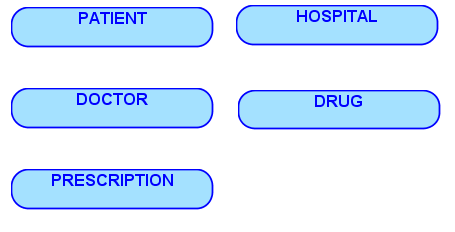 PATIENT
HOSPITAL
DOCTOR
DRUG
PRESCRIPTION